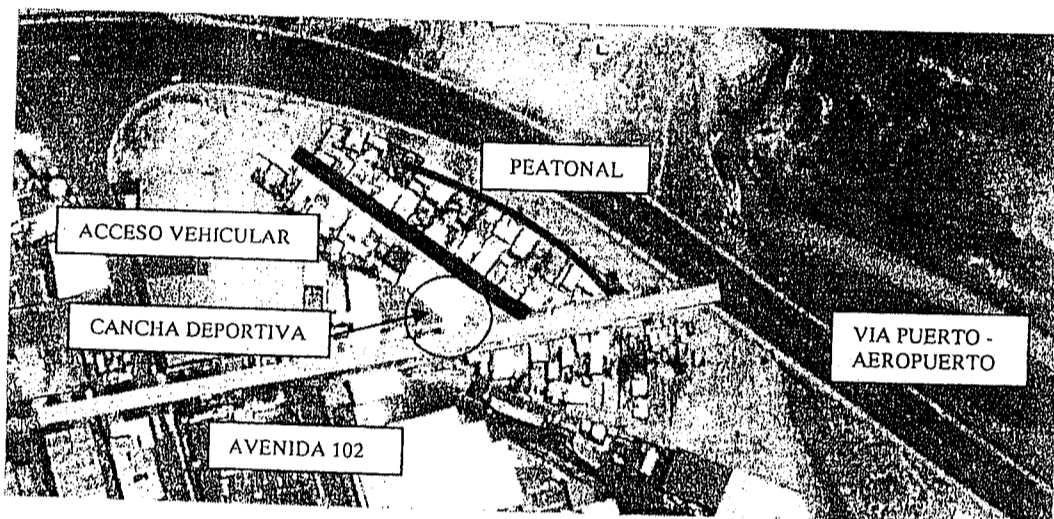 PEATONAL
ACCESO VEHICULAR
CANCHA DEPORTIVA
VIA PUERTO -
AEROPUERTO
AVENIDA 102